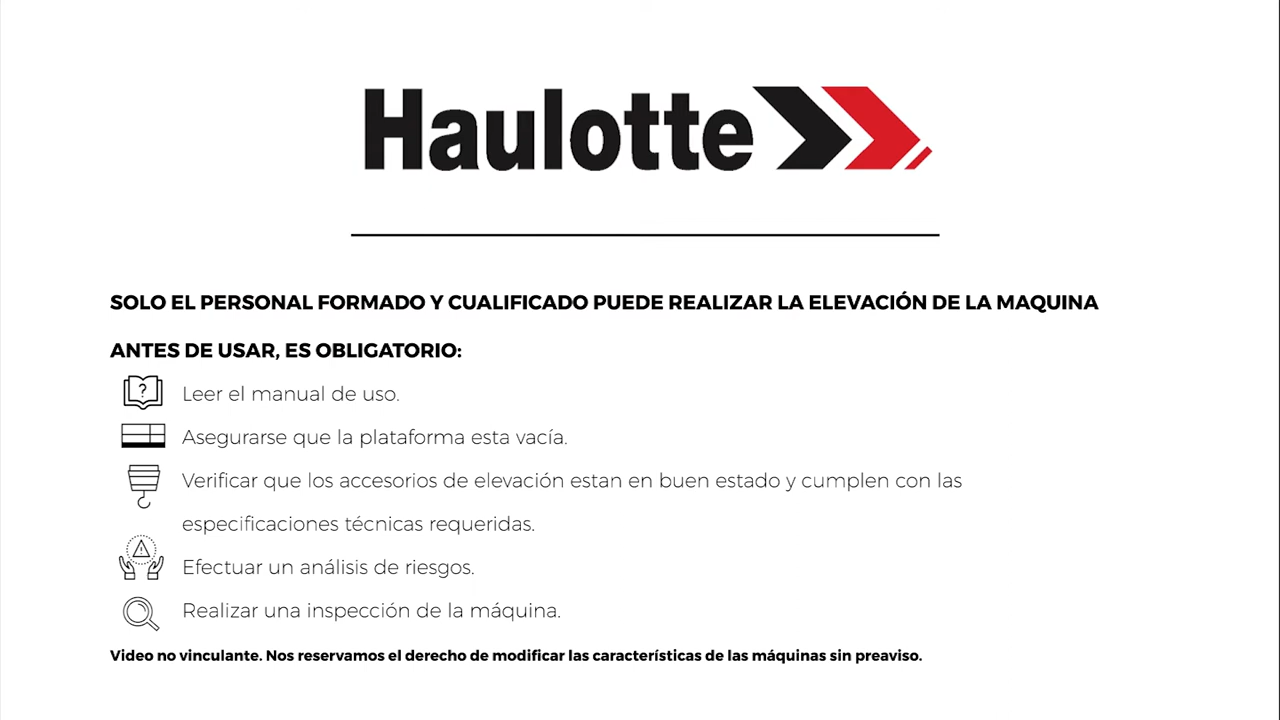 Haulotte
SOLO EL PERSONAL FORMADO Y CUALIFICADO PUEDE REALIZAR LA ELEVACIÓN DE LA MAQUINA
ANTES DE USAR, ES OBLIGATORIO:
Leer el manual de uso.
Asegurarse que la plataforma esta vacía.
Verificar que los accesorios de elevación estan en buen estado y cumplen con las
especificaciones técnicas requeridas.
Efectuar un análisis de riesgos.
Realizar una inspección de la máquina.
Video no vinculante. Nos reservamos el derecho de modificar las características de las máquinas sin preaviso.